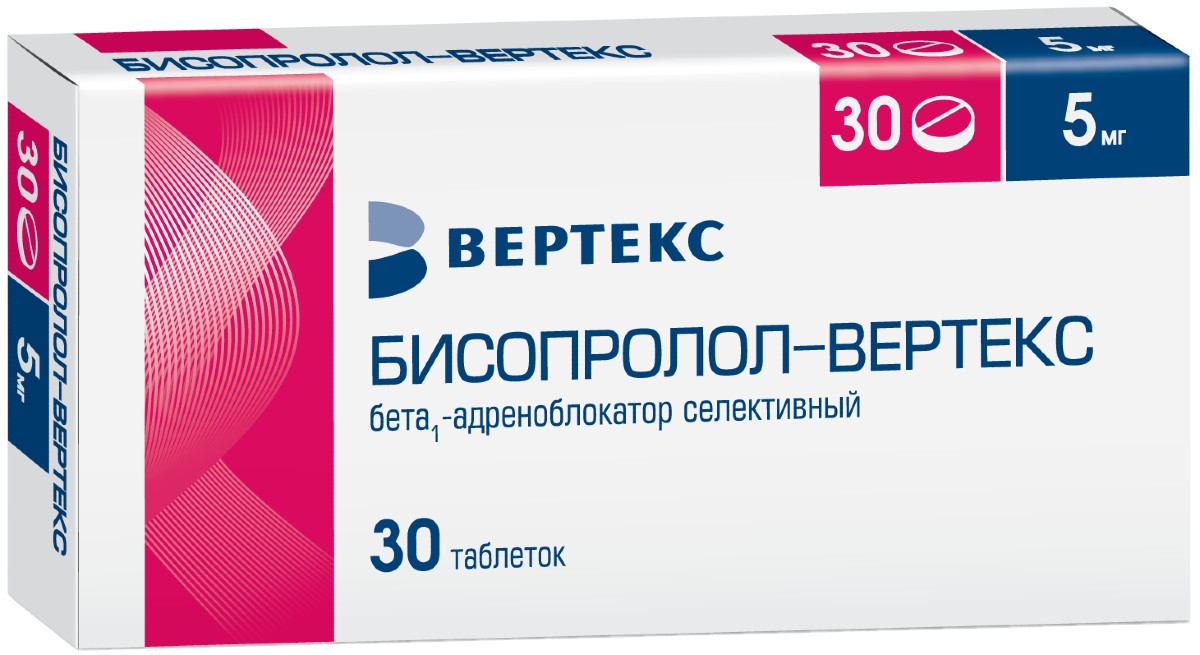 БИСОПРОЛОЛ-ВЕРТЕКС
30
5 мг
30
5 мг
ВЕРТЕКС
БИСОПРОЛОЛ-ВЕРТЕКС
бета1-адреноблокатор селективный
30 таблеток
БИСОПРОЛОЛ-ВЕРТЕКС
30
5 мг